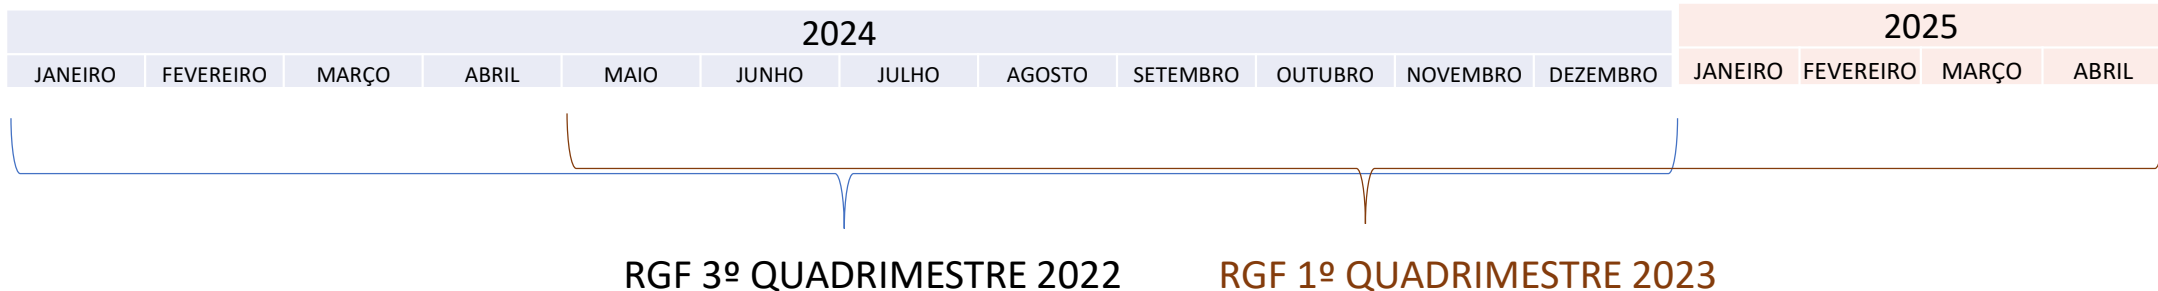 2024 2025
JANEIRO FEVEREIRO MARÇO ABRIL MAIO JUNHO JULHO AGOSTO SETEMBRO OUTUBRO NOVEMBRO DEZEMBRO JANEIRO FEVEREIRO MARÇO ABRIL
RGF 3º QUADRIMESTRE 2022 RGF 1º QUADRIMESTRE 2023